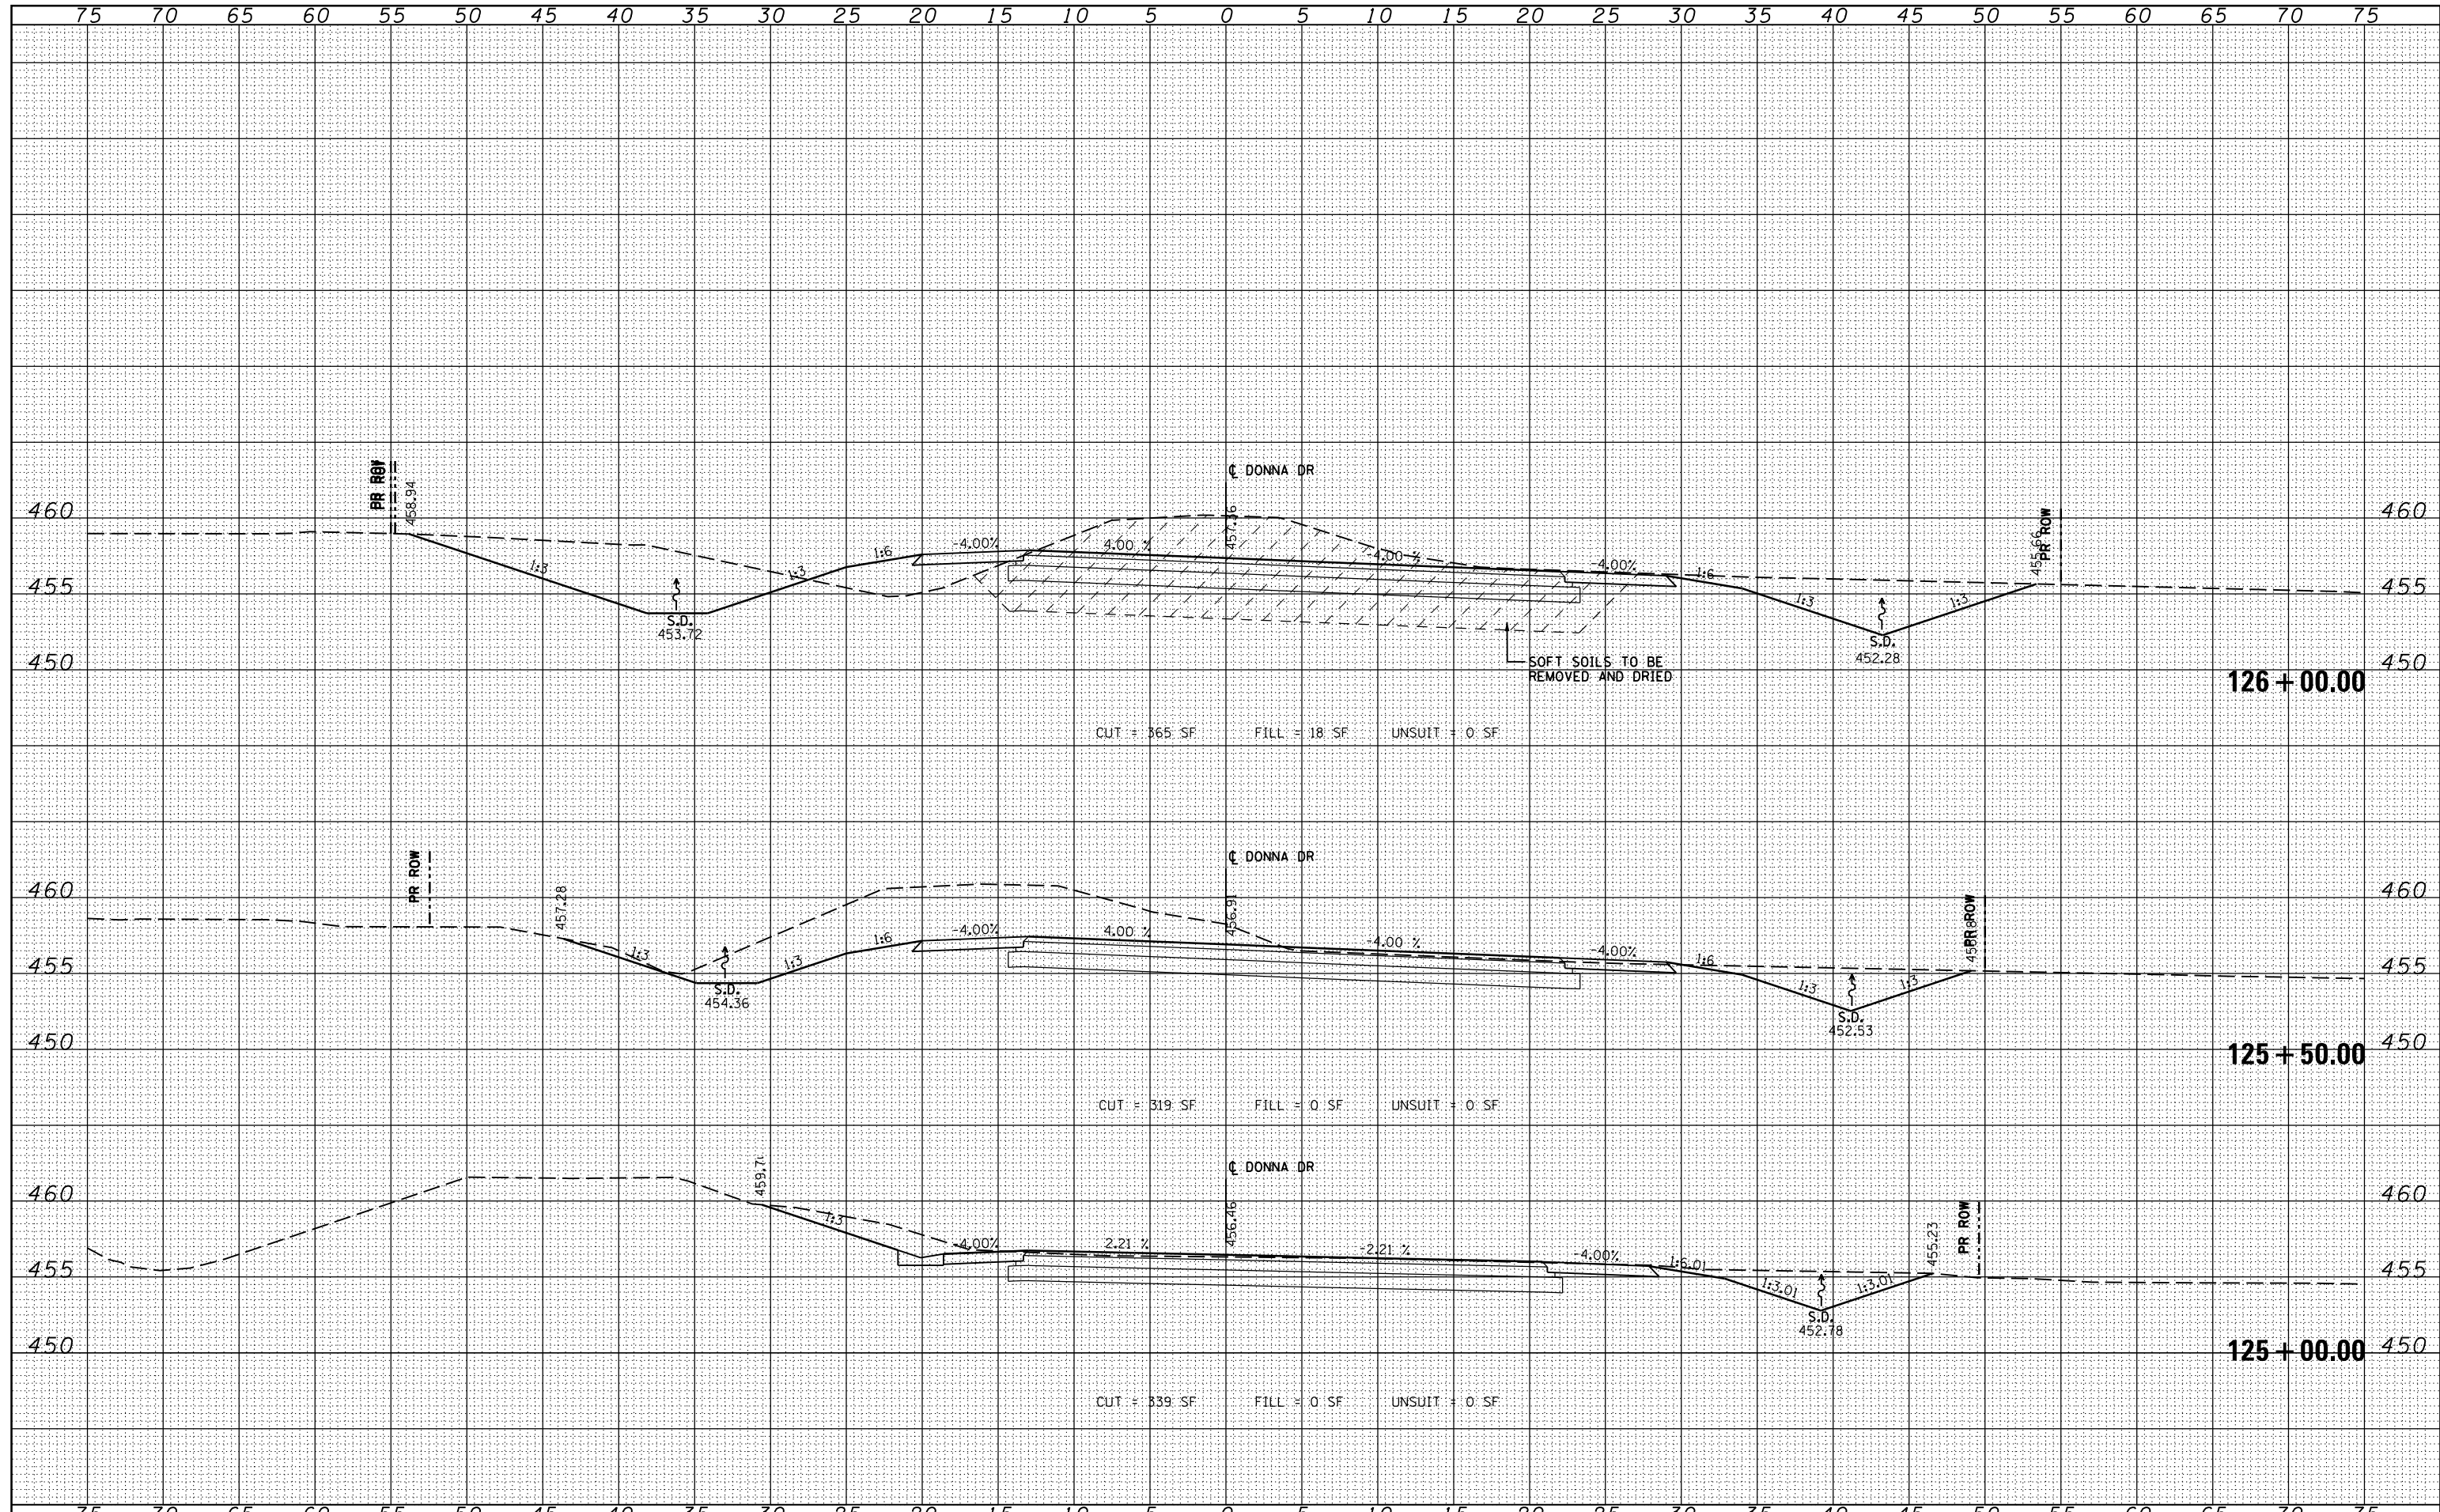 75 70 65 60 55 50 45 40 35 30 25 20 15 10 5 0 5 10 15 20 25 30 35 40 45 50 55 60 65 70 75
PR ROW
458.94
℄ DONNA DR
457.36
455.66
PR ROW
460 460
1:3 1:3 1:6 -4.00% 4.00 % -4.00 % -4.00% 1:6 1:3 1:3
455 455
S.D.
453.72
S.D.
452.28
SOFT SOILS TO BE
REMOVED AND DRIED
450 450
126+00.00
CUT = 365 SF FILL = 18 SF UNSUIT = 0 SF
PR ROW
457.28
℄ DONNA DR
456.91
PR ROW
460 460
1:3 1:3 1:6 -4.00% 4.00 % -4.00 % -4.00% 1:6 1:3 1:3
455 455
S.D.
454.36
S.D.
452.53
450 450
125+50.00
CUT = 319 SF FILL = 0 SF UNSUIT = 0 SF
℄ DONNA DR
456.46
455.23
PR ROW
460 460
1:3 -4.00% 2.21 % -2.21 % -4.00% 1:6.01 1:3.01 1:3.01
455 455
S.D.
452.78
450 450
125+00.00
CUT = 339 SF FILL = 0 SF UNSUIT = 0 SF
75 70 65 60 55 50 45 40 35 30 25 20 15 10 5 0 5 10 15 20 25 30 35 40 45 50 55 60 65 70 75